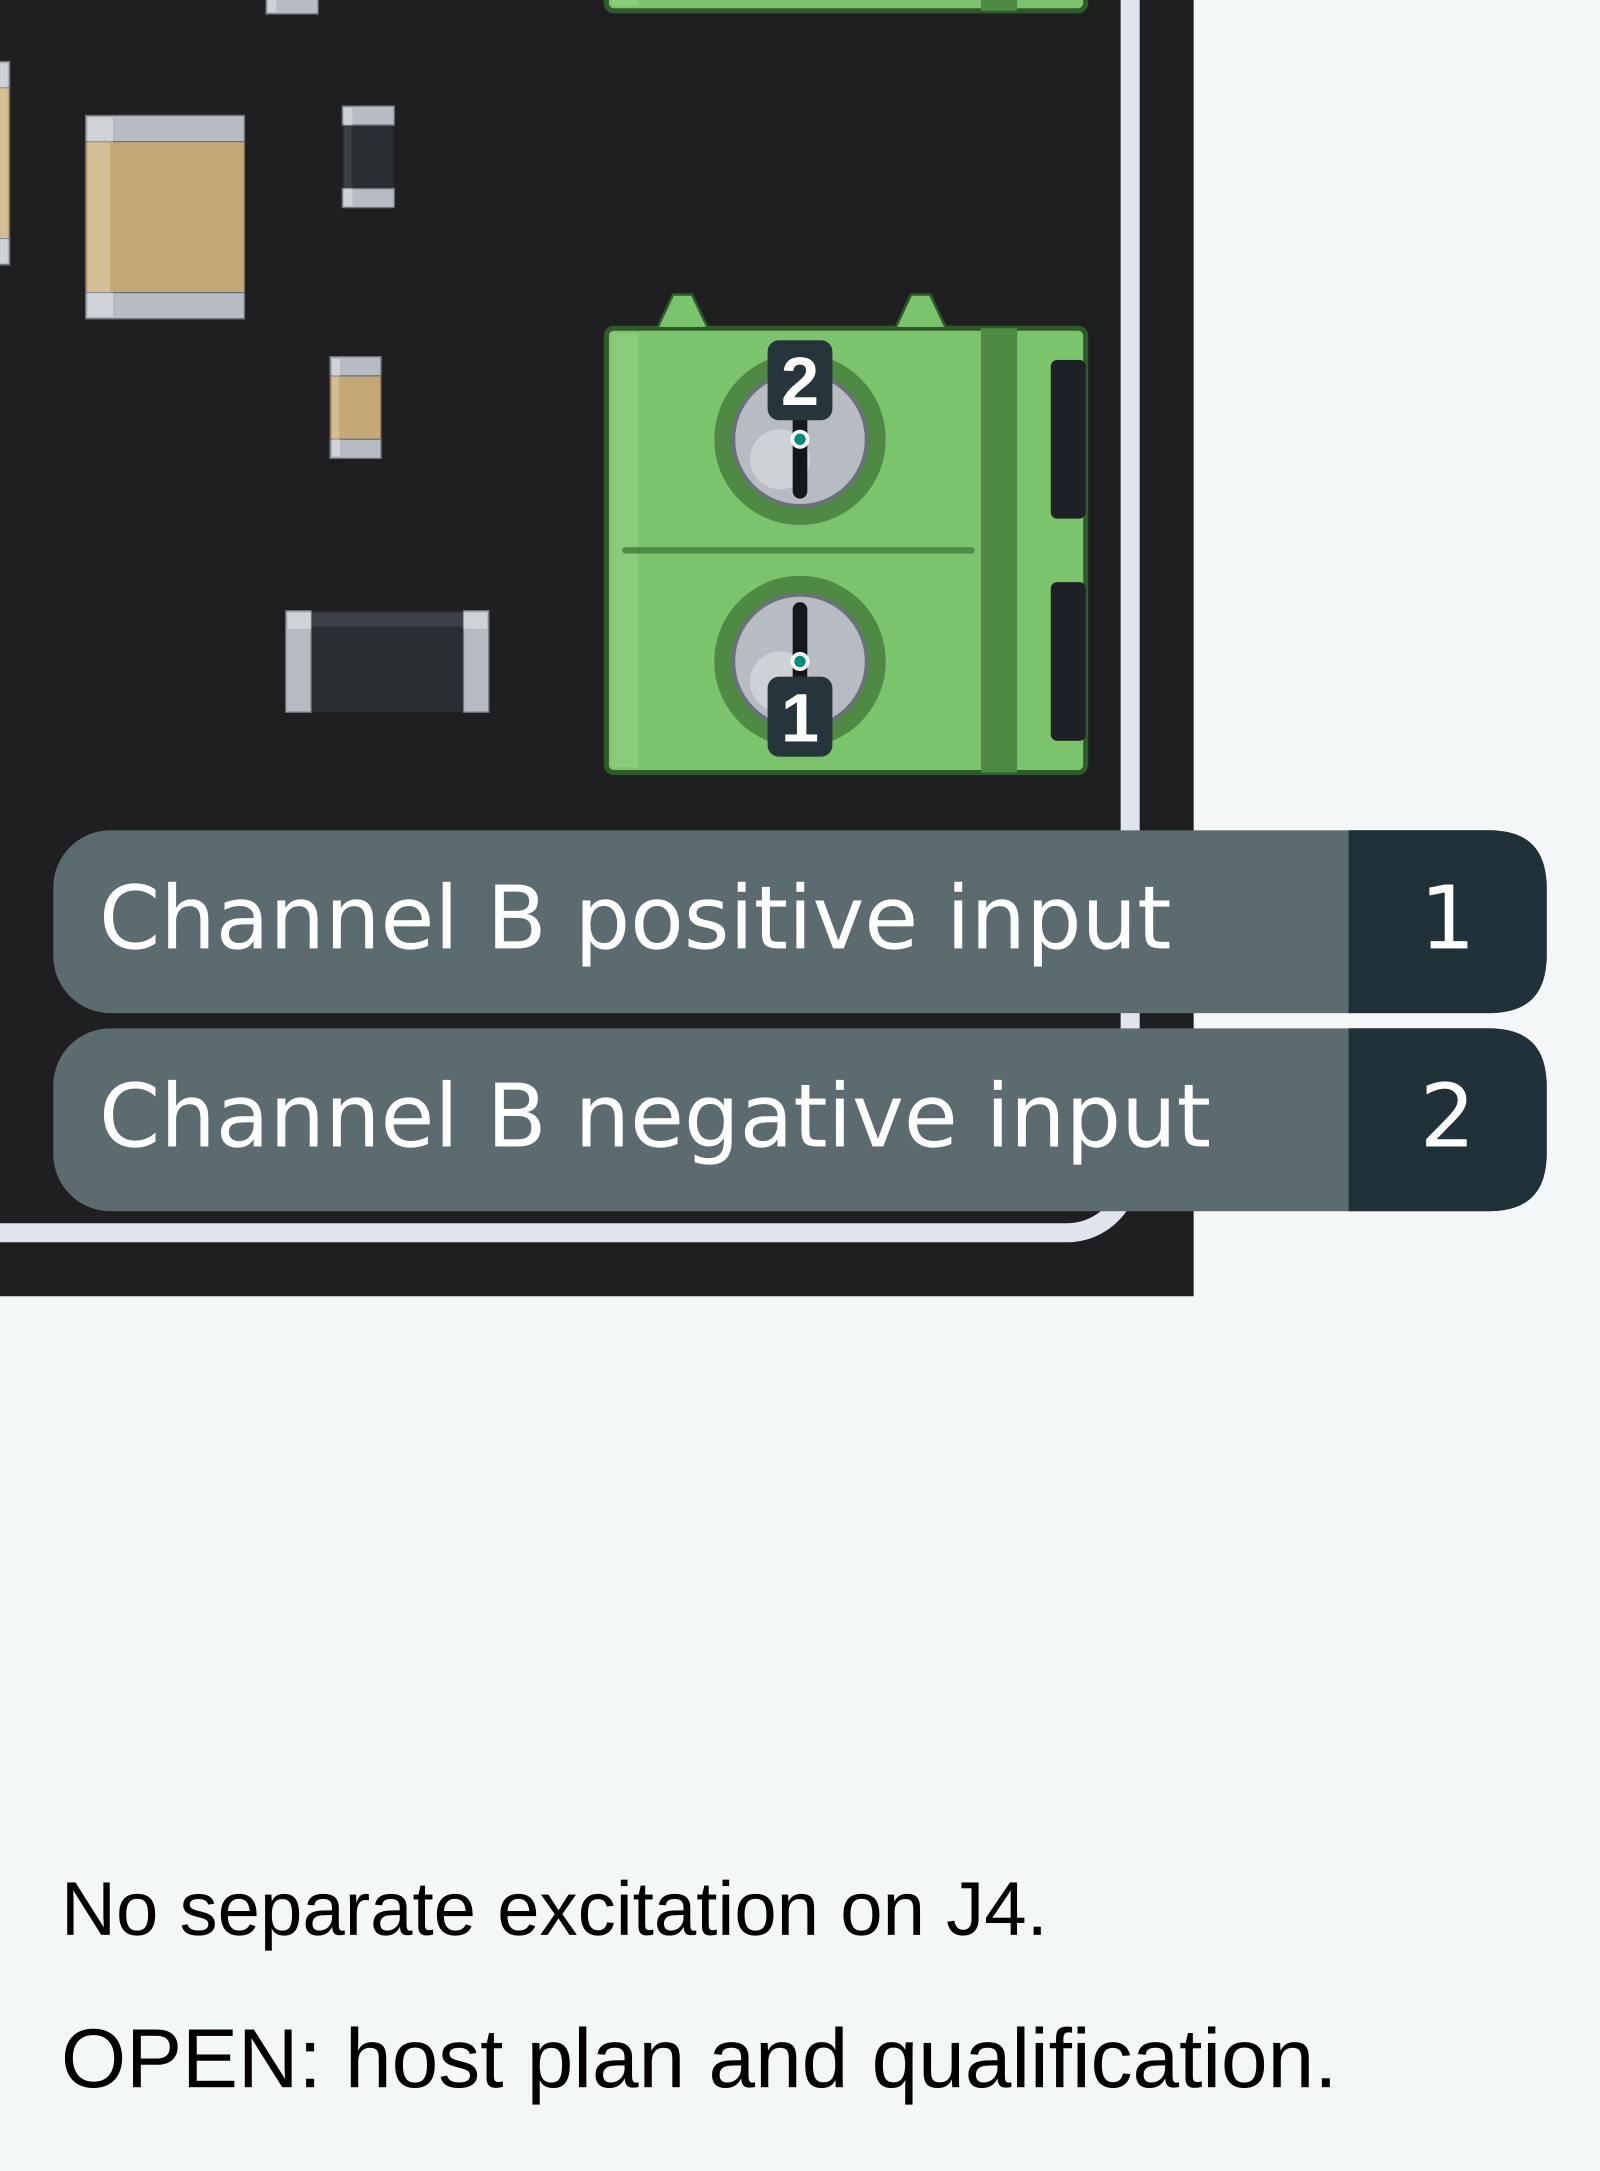 2
1
Channel B positive input 1
Channel B negative input 2
No separate excitation on J4.
OPEN: host plan and qualification.